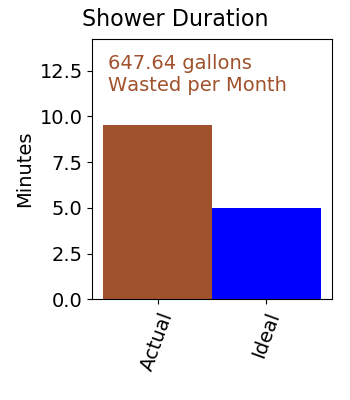 Shower Duration
647.64 gallons
Wasted per Month
Minutes
12.5
10.0
7.5
5.0
2.5
0.0
Actual
Ideal